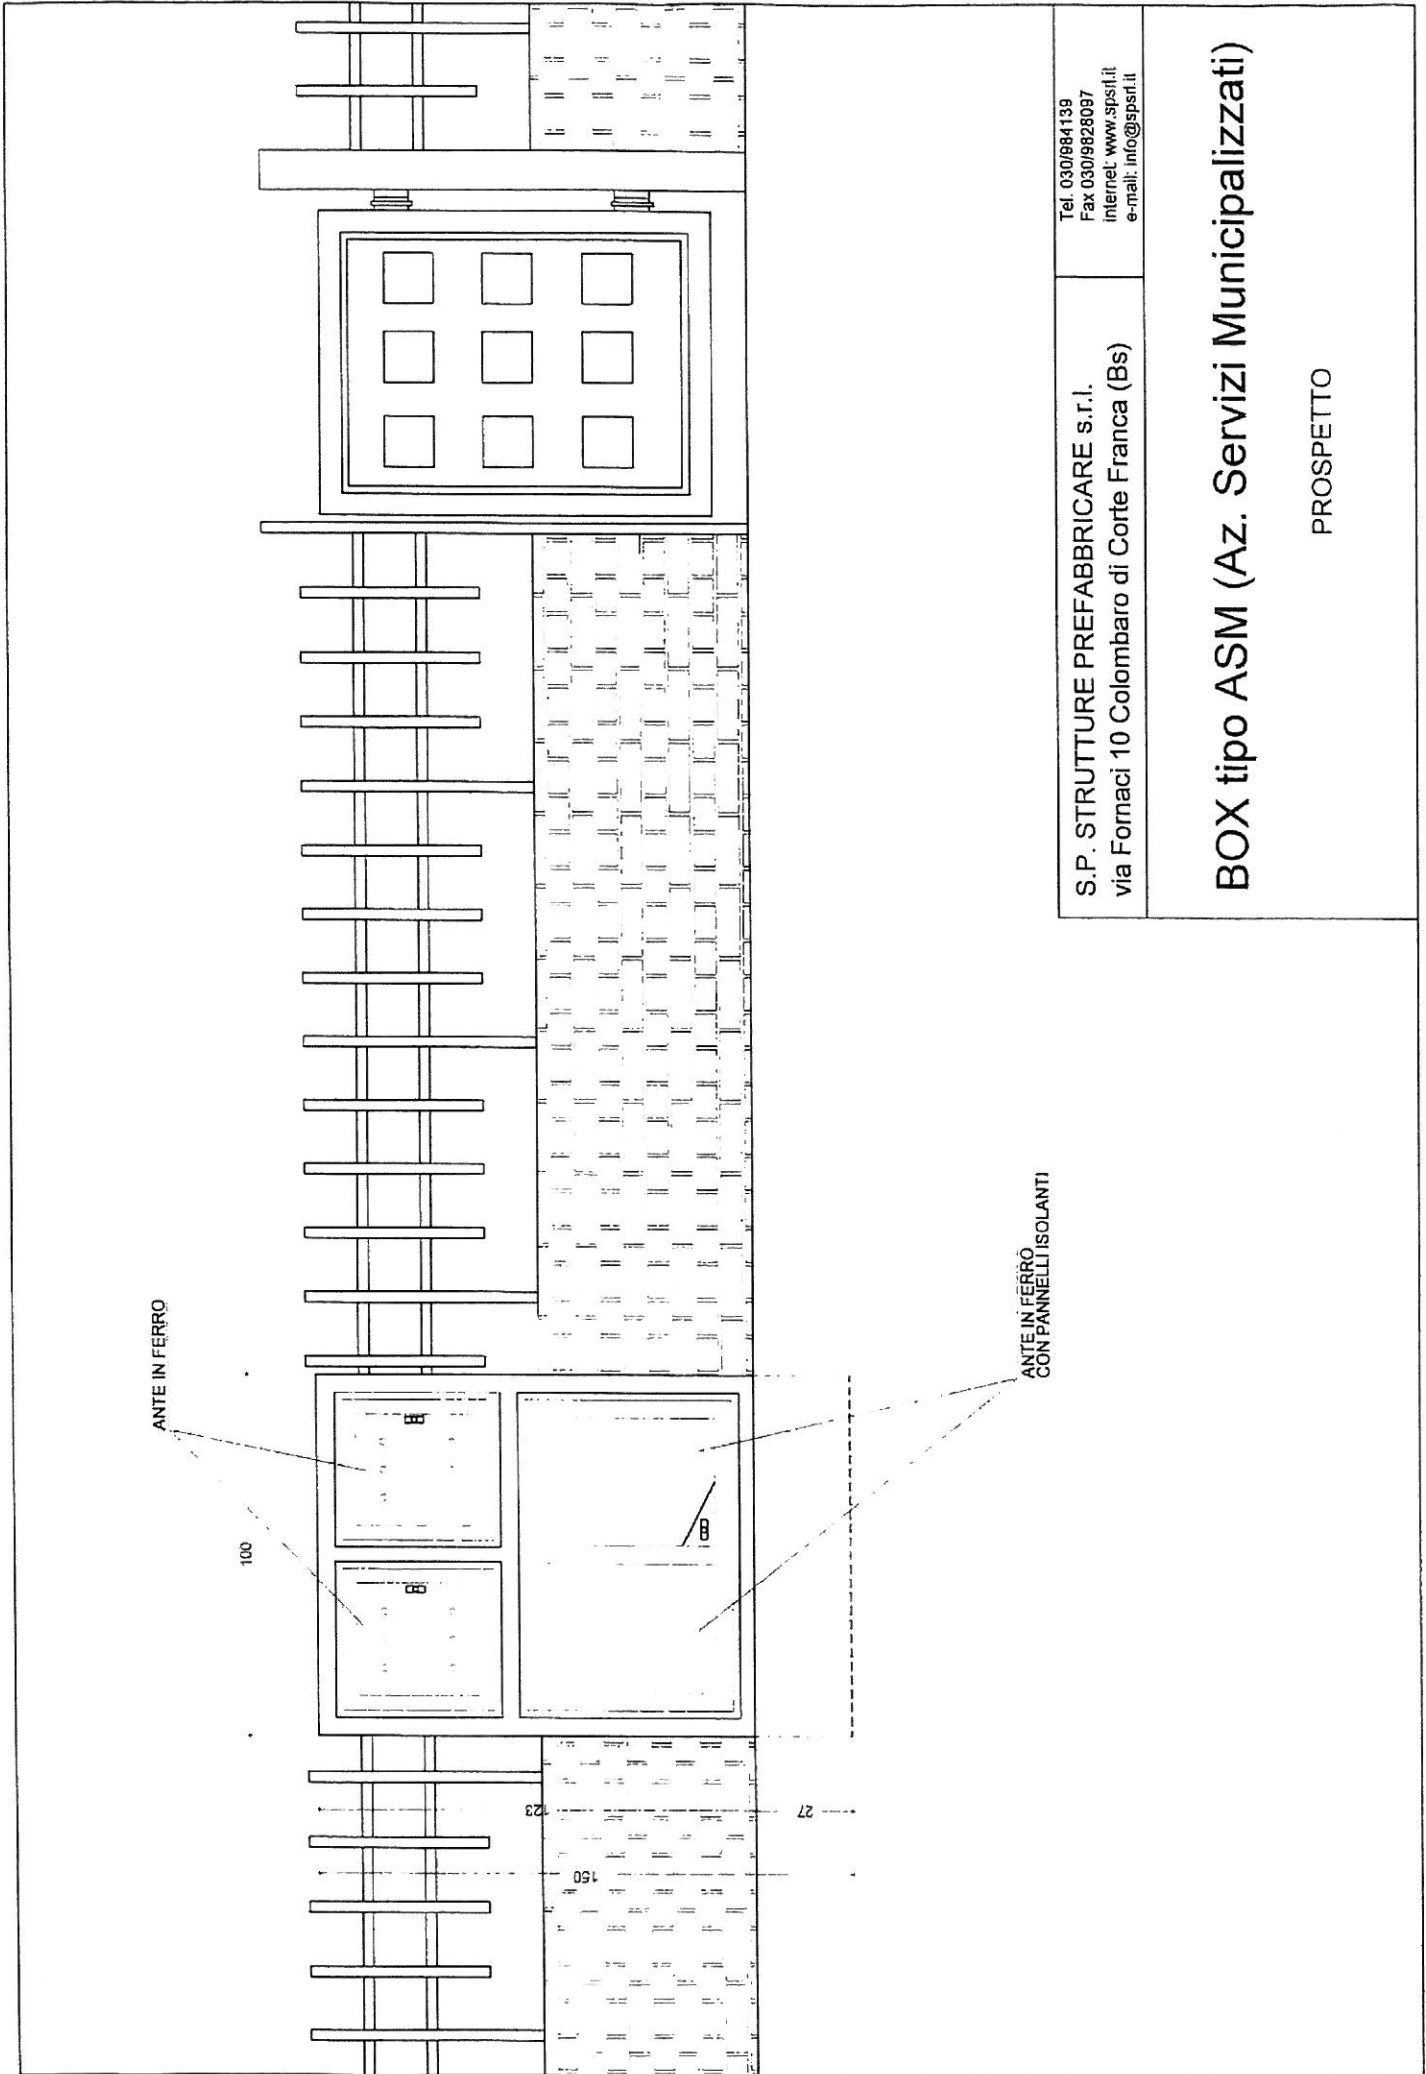 ANTE IN FERRO
100
123
150
27
ANTE IN FERRO
CON PANNELLI ISOLANTI
S.P. STRUTTURE PREFABBRICARE s.r.l.
via Fornaci 10 Colombaro di Corte Franca (Bs)
Tel. 030/984139
Fax 030/9828097
internet: www.spsrl.it
e-mail: info@spsrl.it
BOX tipo ASM (Az. Servizi Municipalizzati)
PROSPETTO